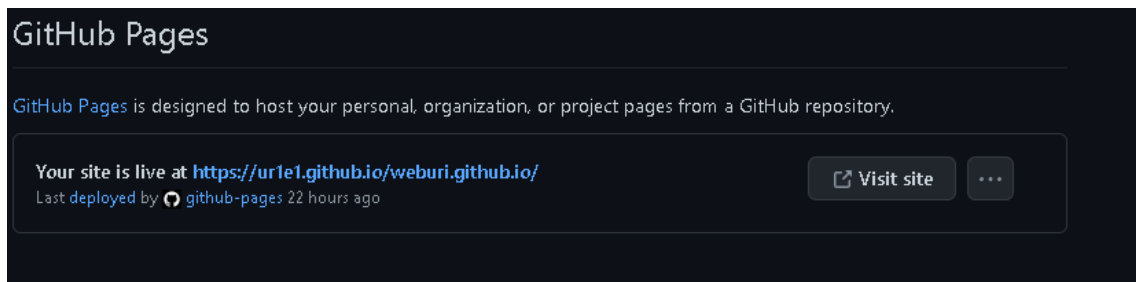 GitHub Pages
GitHub Pages is designed to host your personal, organization, or project pages from a GitHub repository.
Your site is live at https://ur1e1.github.io/weburi.github.io/
Visit site
Last deployed by github-pages 22 hours ago